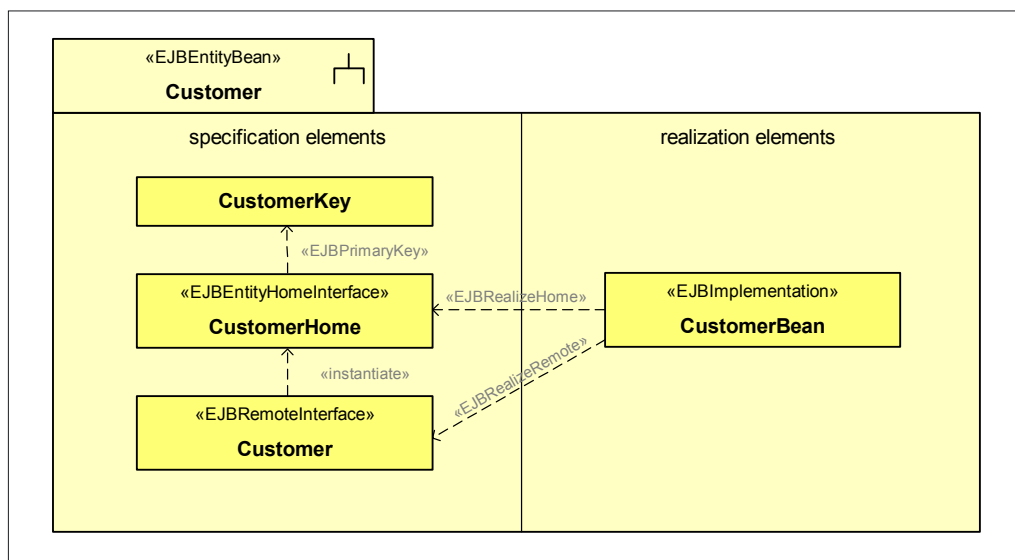 «EJBEntityBean»
Customer
specification elements
realization elements
CustomerKey
«EJBPrimaryKey»
«EJBEntityHomeInterface»
CustomerHome
«EJBRealizeHome»
«EJBImplementation»
CustomerBean
«instantiate»
«EJBRealizeRemote»
«EJBRemoteInterface»
Customer